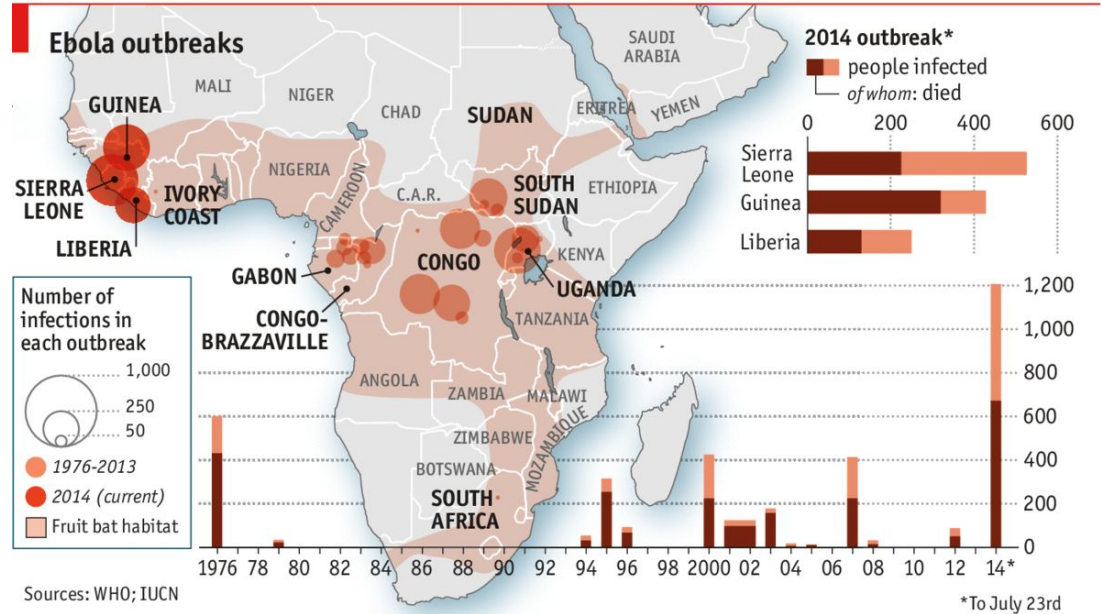 Ebola outbreaks
MALI
NIGER
CHAD
SUDAN
ERITREA
SAUDI
ARABIA
YEMEN
GUINEA
SIERRA
LEONE
LIBERIA
IVORY
COAST
NIGERIA
CAMEROON
C.A.R.
SOUTH
SUDAN
ETHIOPIA
KENYA
UGANDA
CONGO
GABON
CONGO-
BRAZZAVILLE
TANZANIA
ANGOLA
ZAMBIA
MALAWI
MOZAMBIQUE
ZIMBABWE
BOTSWANA
SOUTH
AFRICA
2014 outbreak*
people infected
of whom: died
0 200 400 600
Sierra
Leone
Guinea
Liberia
Number of
infections in
each outbreak
1,000
250
50
1976-2013
2014 (current)
Fruit bat habitat
1,200
1,000
800
600
400
200
0
1976 78 80 82 84 86 88 90 92 94 96 98 2000 02 04 06 08 10 12 14*
Sources: WHO; IUCN
*To July 23rd